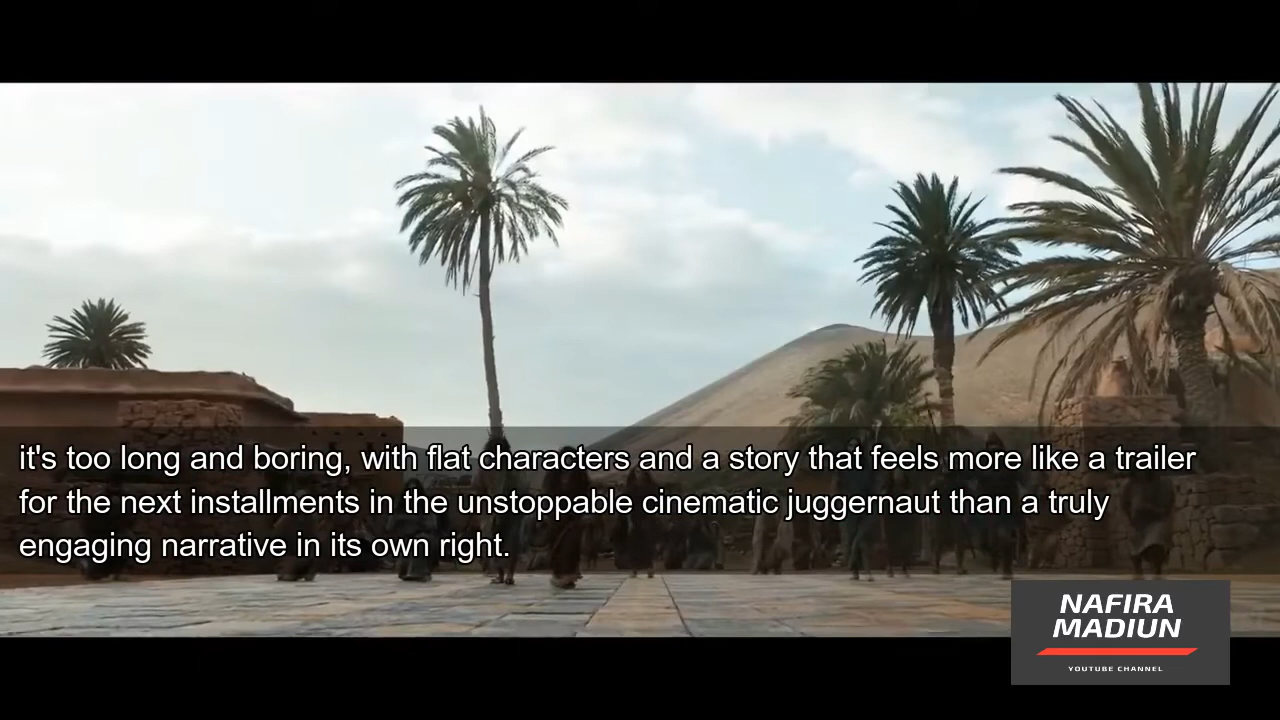 it's too long and boring, with flat characters and a story that feels more like a trailer
for the next installments in the unstoppable cinematic juggernaut than a truly
engaging narrative in its own right.
NAFIRA
MADIUN
YOUTUBE CHANNEL